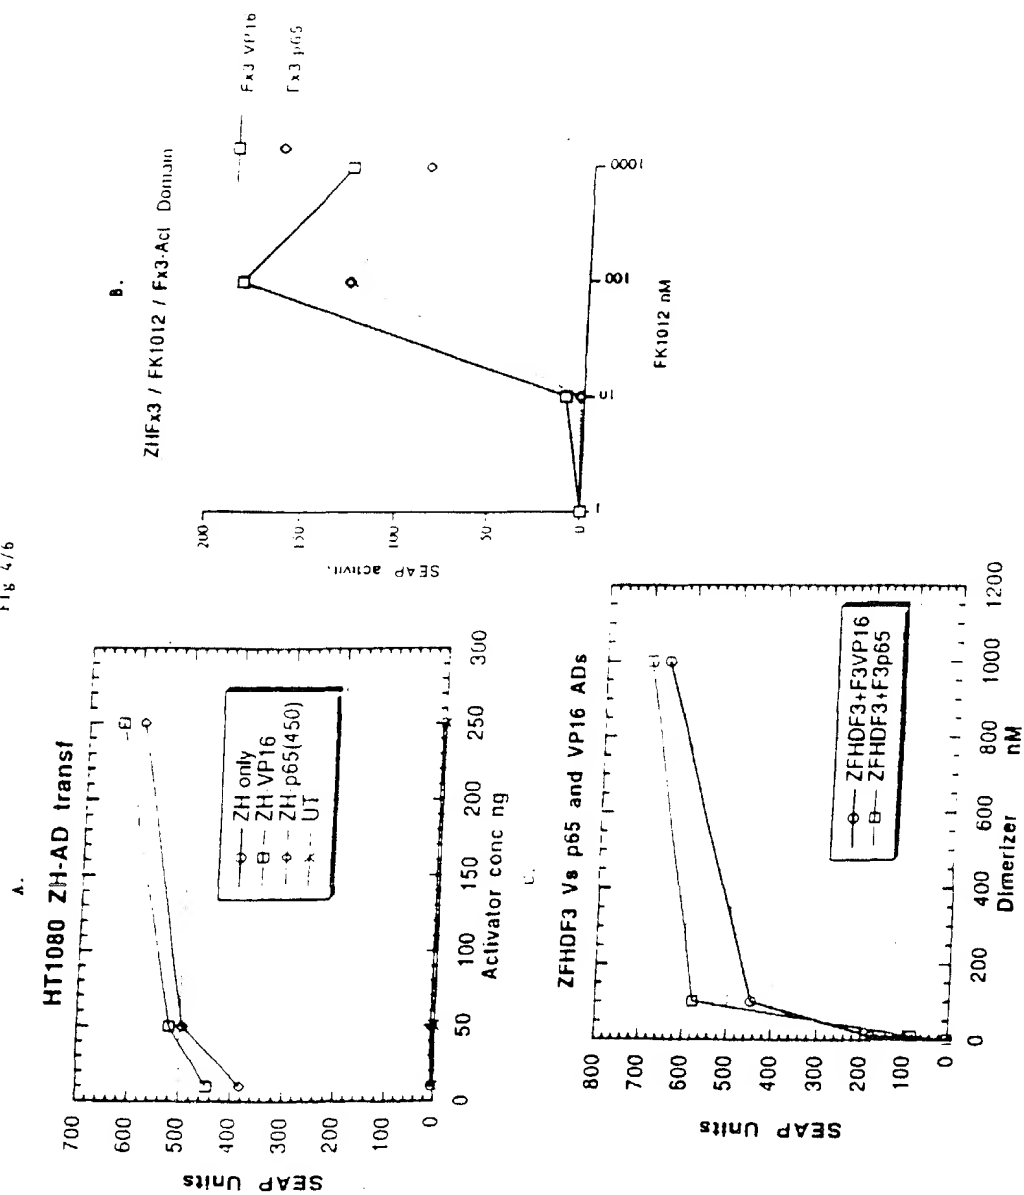 Fig 4/6
A.
HT1080 ZH-AD transf
700
600
500
400
300
200
100
0
SEAP Units
0
50
100
150
200
250
300
Activator conc ng
ZH only
ZH-VP16
ZH-p65(450)
UT
B.
ZHFx3 / FK1012 / Fx3-Act Domain
Fx3 VP16
Fx3 p65
200
150
100
50
0
SEAP
1
FK1012 nM
ZFHDF3 Vs p65 and VP16 ADs
800
700
600
500
400
300
200
100
0
SEAP Units
0
200
400
600
800
1000
1200
Dimerizer
nM
ZFHDF3+F3VP16
ZFHDF3+F3p65